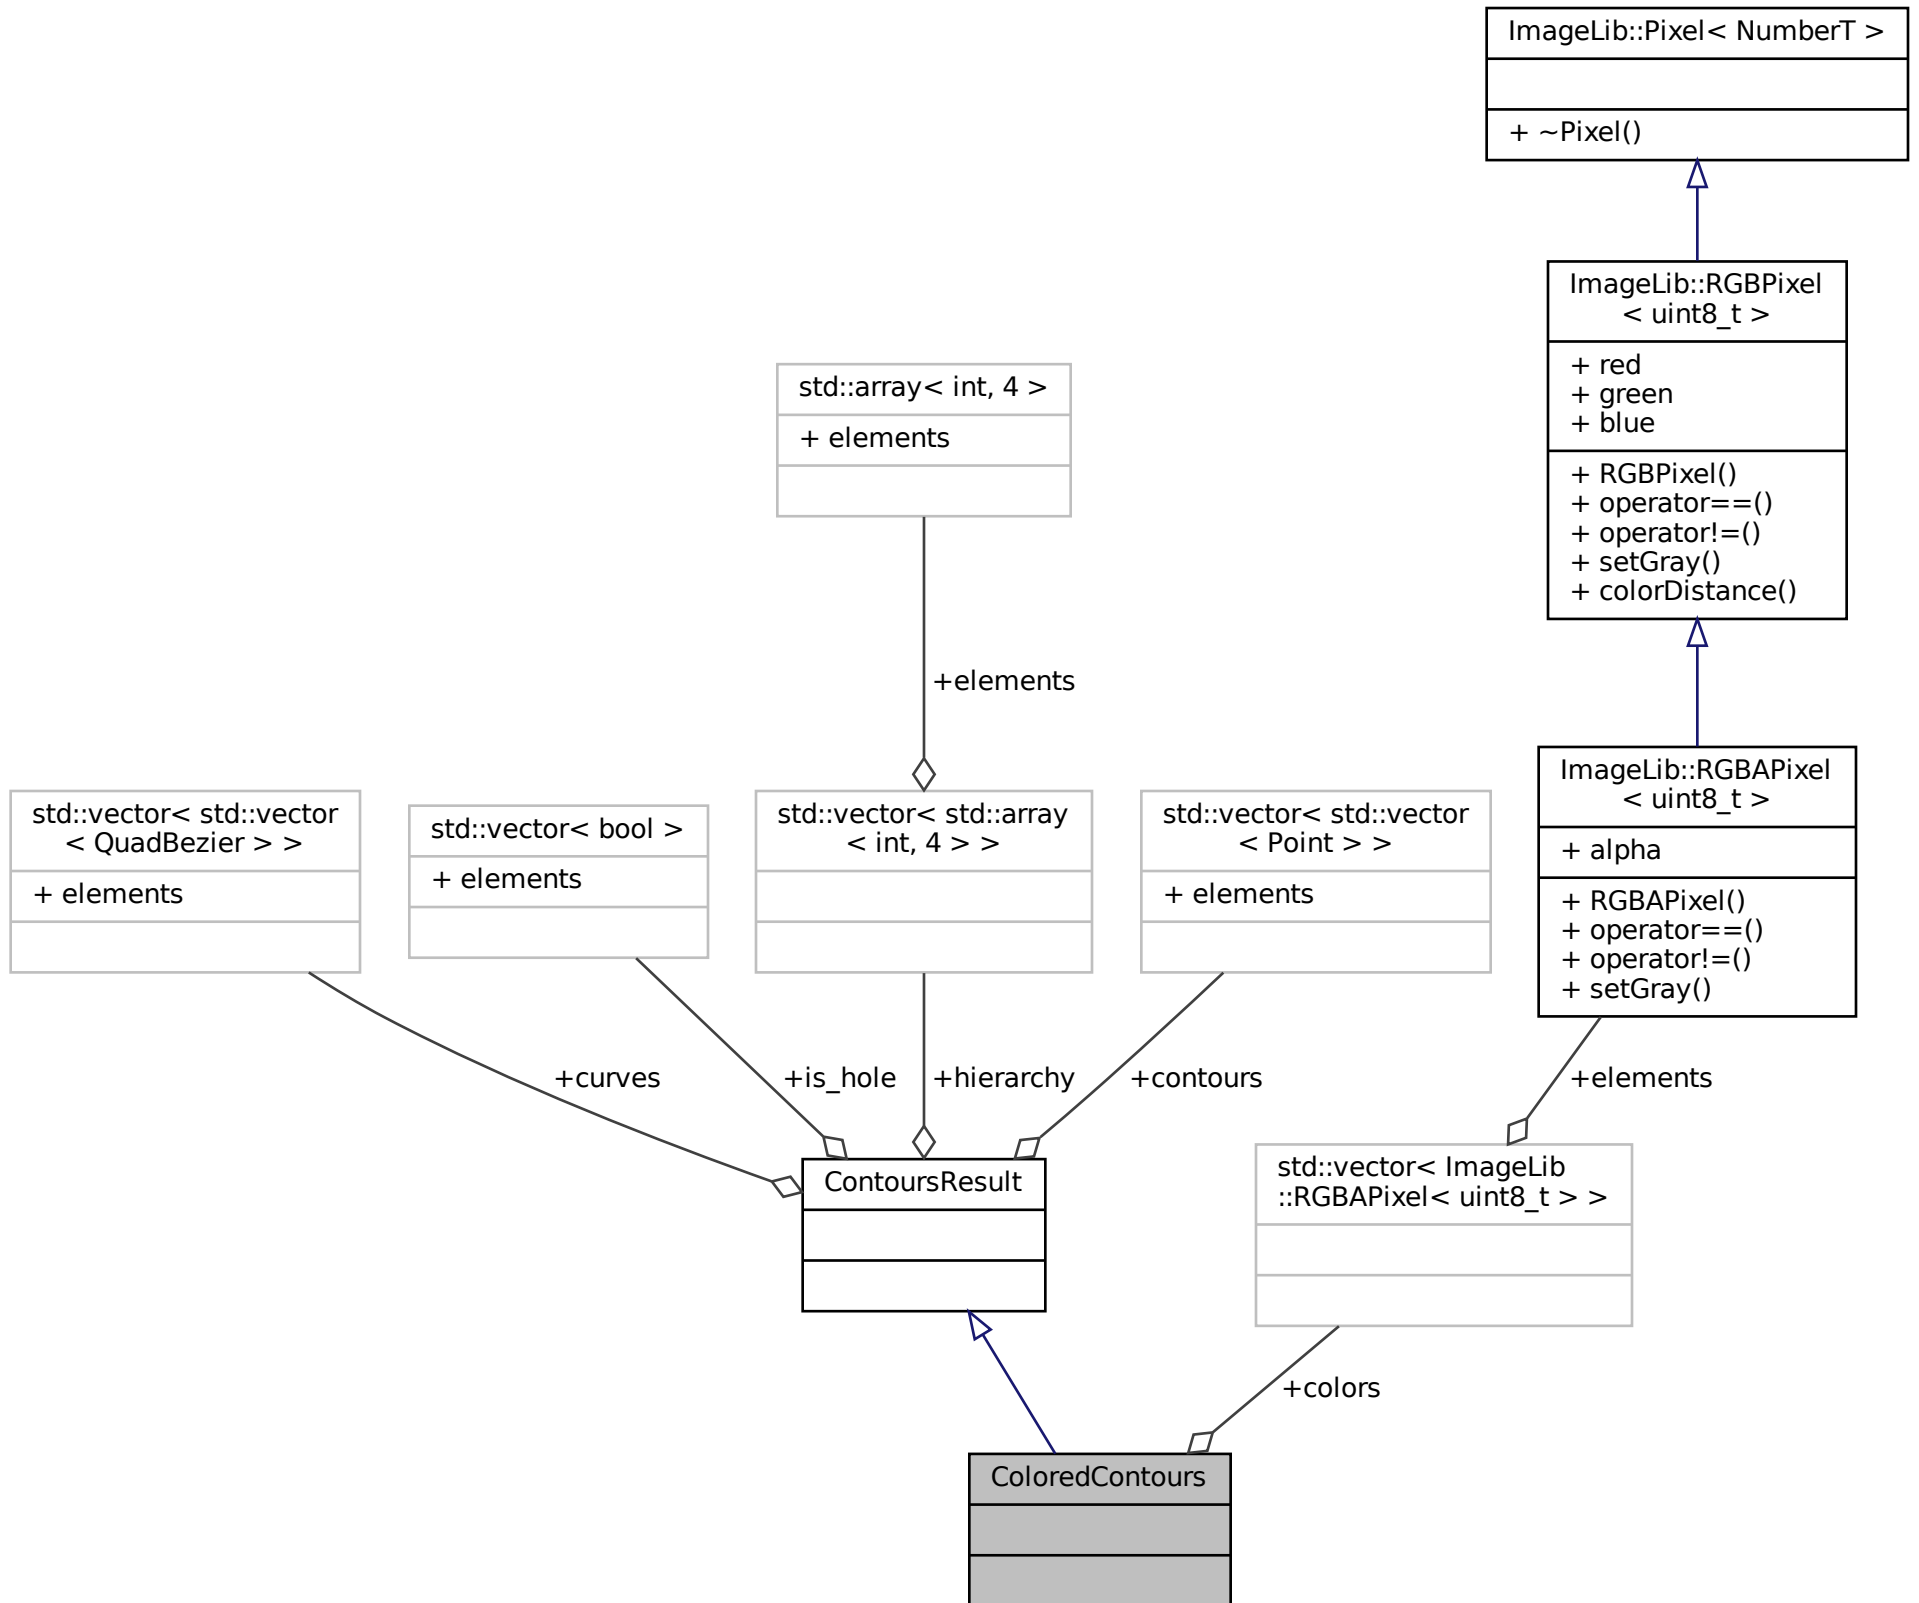 ImageLib::Pixel< NumberT >
+ ~Pixel()
ImageLib::RGBPixel
< uint8_t >
+ red
+ green
+ blue
+ RGBPixel()
+ operator==()
+ operator!=()
+ setGray()
+ colorDistance()
std::array< int, 4 >
+ elements
+elements
ImageLib::RGBAPixel
< uint8_t >
+ alpha
+ RGBAPixel()
+ operator==()
+ operator!=()
+ setGray()
std::vector< std::vector
< QuadBezier > >
+ elements
std::vector< bool >
+ elements
std::vector< std::array
< int, 4 > >
std::vector< std::vector
< Point > >
+ elements
+curves
+is_hole
+hierarchy
+contours
+elements
ContoursResult
std::vector< ImageLib
::RGBAPixel< uint8_t > >
+colors
ColoredContours